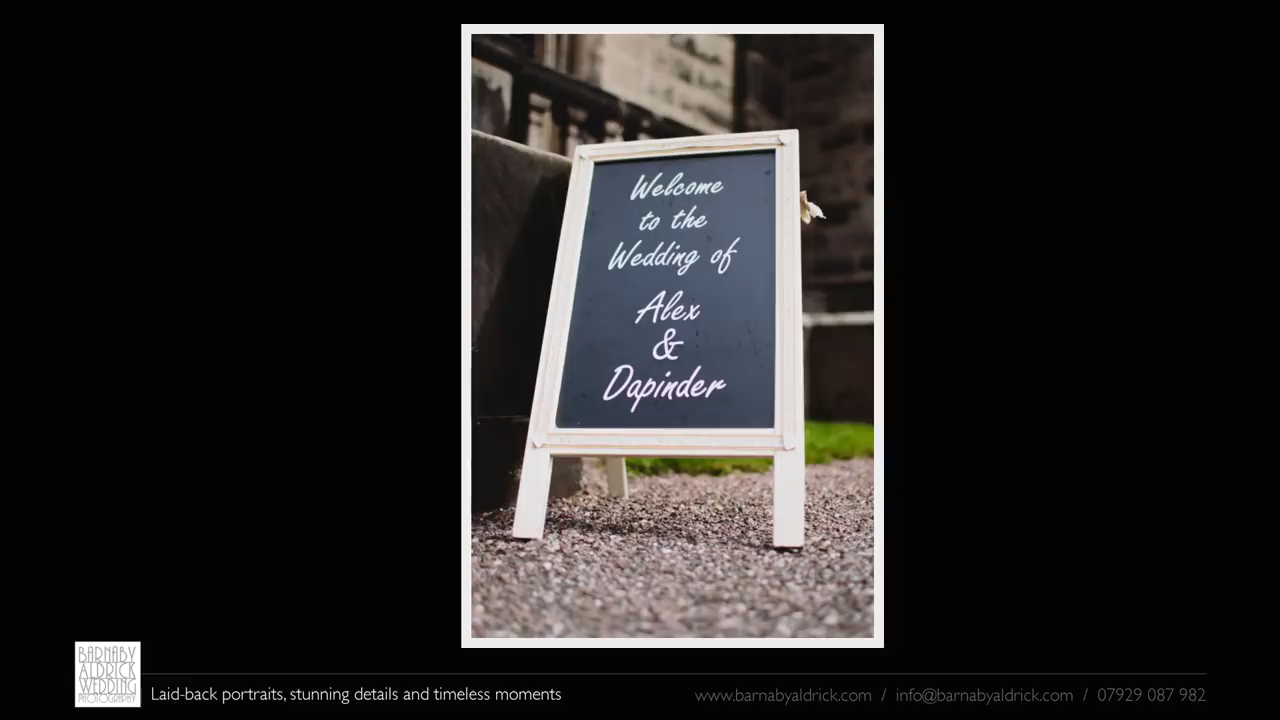 Welcome
to the
Wedding of
Alex
&
Dapinder
BARNABY
ALDRICK
WEDDING
PHOTOGRAPHY
Laid-back portraits, stunning details and timeless moments
www.barnabyaldrick.com / info@barnabyaldrick.com / 07929 087 982